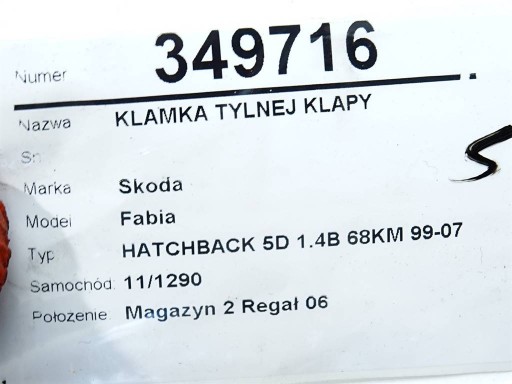 Numer 349716
Nazwa KLAMKA TYLNEJ KLAPY
Sn
Marka Skoda
Model Fabia
Typ HATCHBACK 5D 1.4B 68KM 99-07
Samochód: 11/1290
Położenie Magazyn 2 Regał 06
5